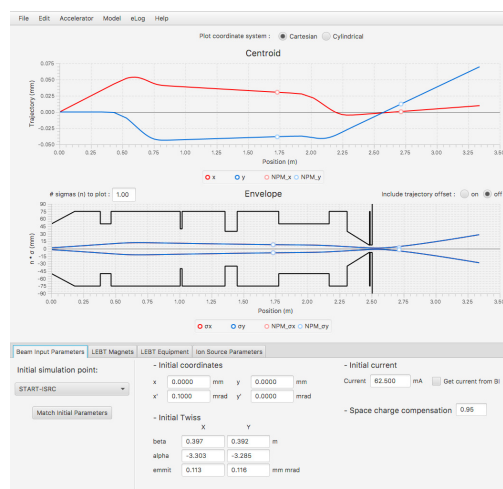 File Edit Accelerator Model eLog Help
Plot coordinate system : Cartesian Cylindrical
Centroid
0.075
0.050
0.025
0.000
-0.025
-0.050
Trajectory (mm)
0.00 0.25 0.50 0.75 1.00 1.25 1.50 1.75 2.00 2.25 2.50 2.75 3.00 3.25 3.50
Position (m)
x y NPM_x NPM_y
# sigmas (n) to plot : 1.00 Envelope Include trajectory offset : on off
90
75
60
45
30
15
0
-15
-30
-45
-60
-75
-90
n * σ (mm)
0.00 0.25 0.50 0.75 1.00 1.25 1.50 1.75 2.00 2.25 2.50 2.75 3.00 3.25 3.50
Position (m)
σx σy NPM_σx NPM_σy
Beam Input Parameters LEBT Magnets LEBT Equipment Ion Source Parameters
Initial simulation point:
START-ISRC
Match initial Parameters
- Initial coordinates
x 0.0000 mm y 0.0000 mm
x' 0.1000 mrad y' 0.0000 mrad
- Initial Twiss
X Y
beta 0.397 0.392 m
alpha -3.303 -3.285
emmit 0.113 0.116 mm mrad
- Initial current
Current 62.500 mA Get current from BI
- Space charge compensation 0.95